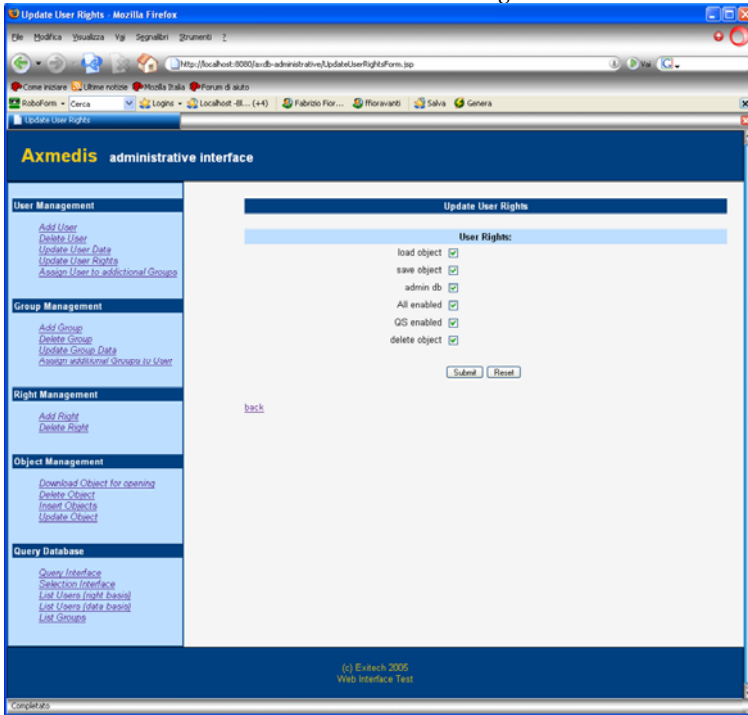 Update User Rights - Mozilla Firefox
File Modifica Visualizza Vai Segnalibri Strumenti ?
http://localhost:8080/axdb-administrative/UpdateUserRightsForm.jsp Vai
Come iniziare Ultime notizie Mozilla Italia Forum di aiuto
RoboForm Cerca Logins Localhost -8l... (+4) Fabrizio Fior... ffioravanti Salva Genera
Update User Rights
Axmedis administrative interface
User Management
Add User
Delete User
Update User Data
Update User Rights
Assign User to addictional Groups
Group Management
Add Group
Delete Group
Update Group Data
Assign additional Groups to User
Right Management
Add Right
Delete Right
Object Management
Download Object for opening
Delete Object
Insert Objects
Update Object
Query Database
Query Interface
Selection Interface
List Users (right basis)
List Users (data basis)
List Groups
Update User Rights
User Rights:
load object
save object
admin db
All enabled
QS enabled
delete object
Submit Reset
back
(c) Exitech 2005
Web Interface Test
Completato